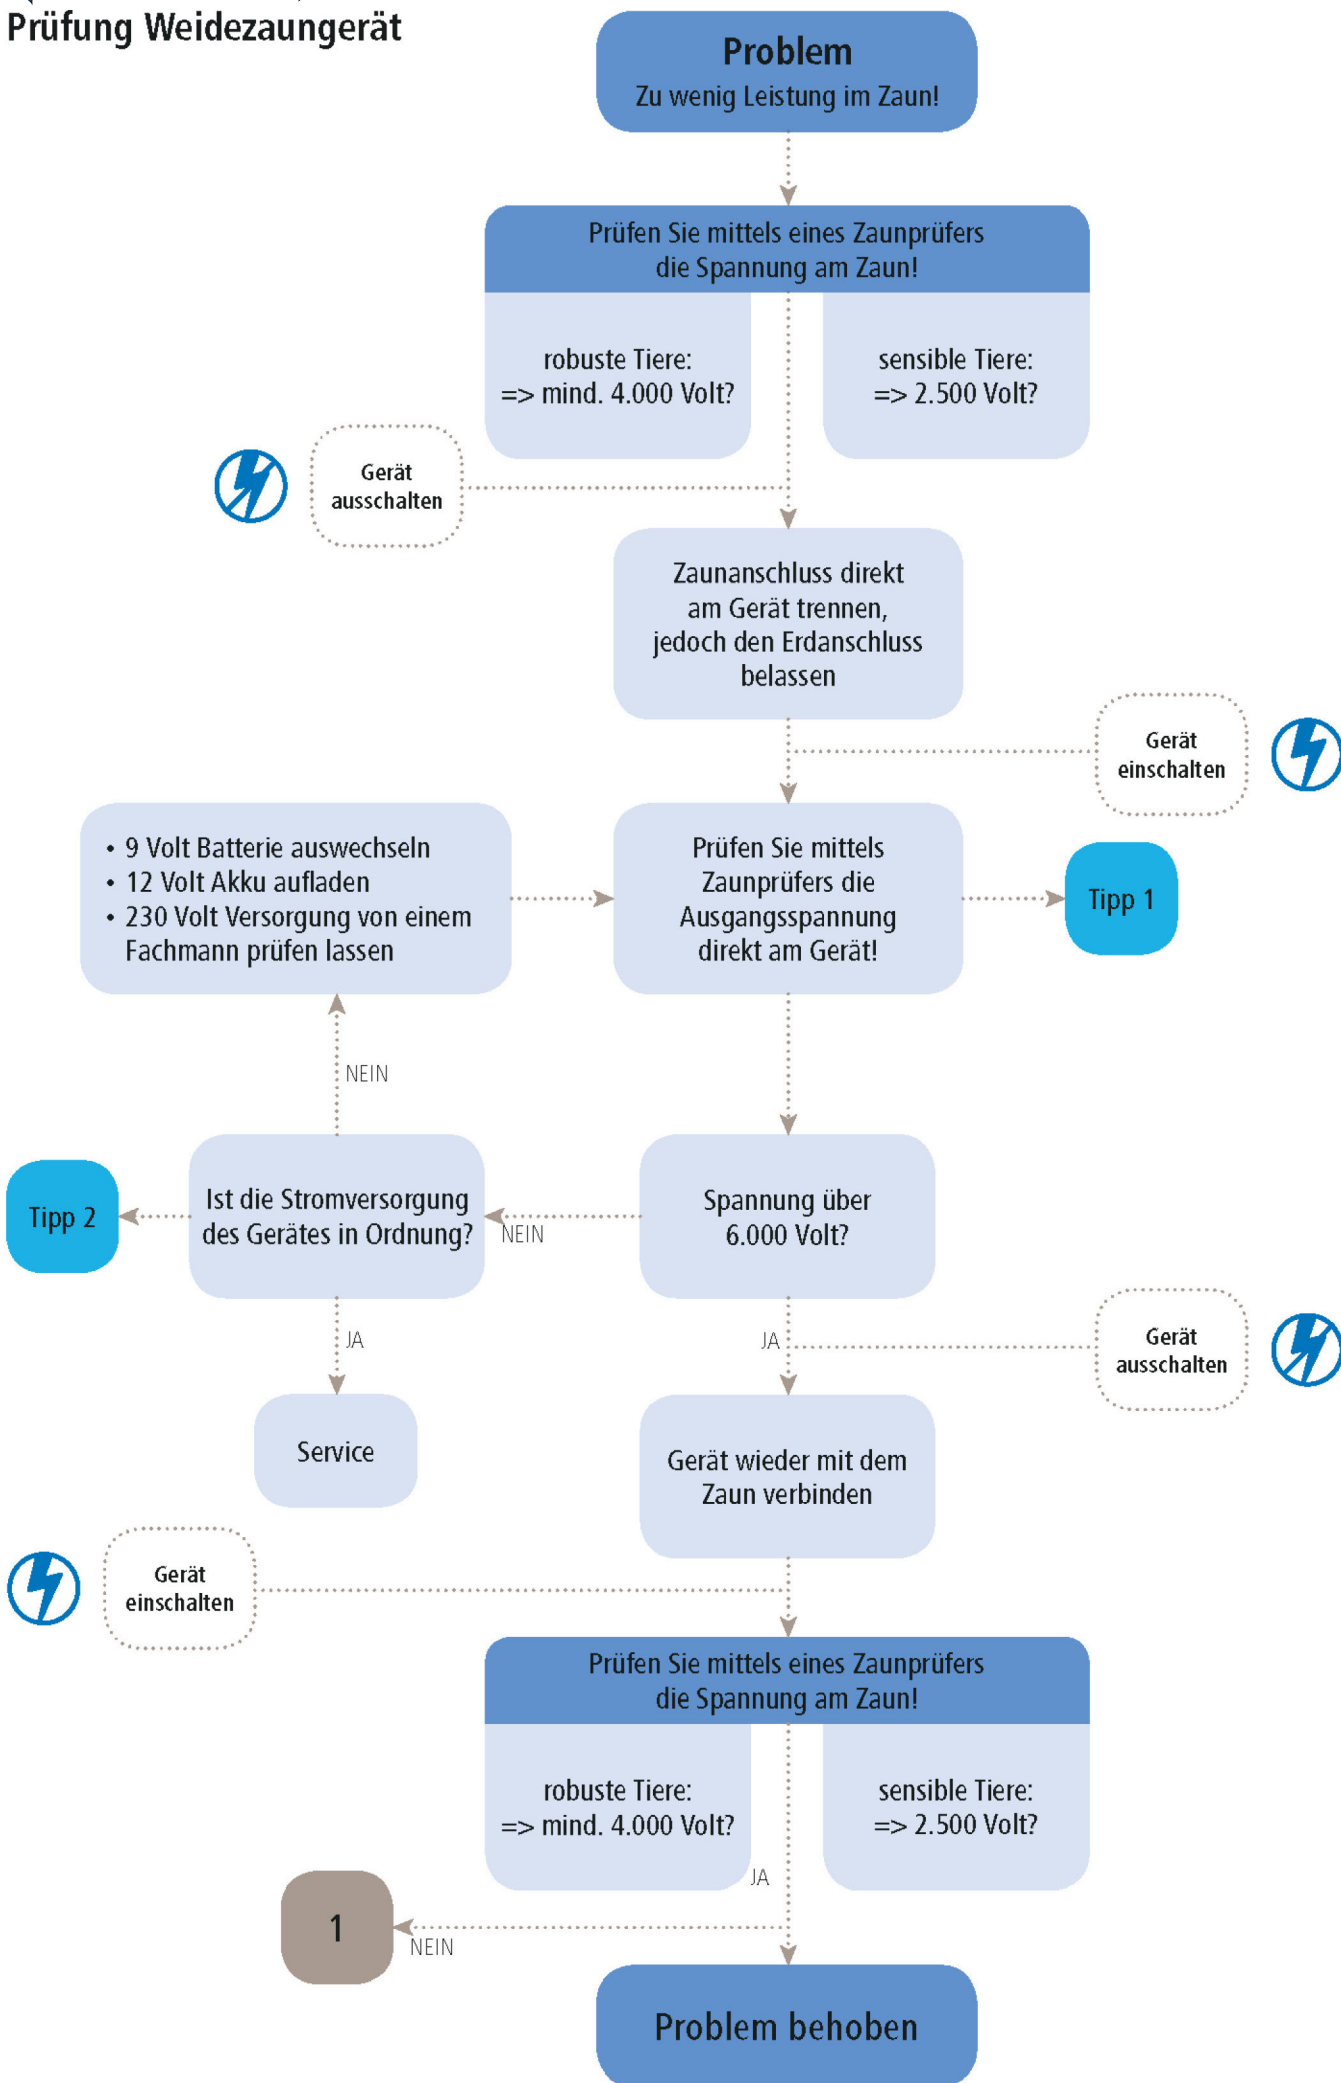 Prüfung Weidezaungerät
Problem
Zu wenig Leistung im Zaun!
Prüfen Sie mittels eines Zaunprüfers
die Spannung am Zaun!
robuste Tiere:
=> mind. 4.000 Volt?
sensible Tiere:
=> 2.500 Volt?
Gerät
ausschalten
Zaunanschluss direkt
am Gerät trennen,
jedoch den Erdanschluss
belassen
Gerät
einschalten
• 9 Volt Batterie auswechseln
• 12 Volt Akku aufladen
• 230 Volt Versorgung von einem
Fachmann prüfen lassen
Prüfen Sie mittels
Zaunprüfers die
Ausgangsspannung
direkt am Gerät!
Tipp 1
NEIN
Tipp 2
Ist die Stromversorgung
des Gerätes in Ordnung?
NEIN
Spannung über
6.000 Volt?
JA
JA
Gerät
ausschalten
Service
Gerät wieder mit dem
Zaun verbinden
Gerät
einschalten
Prüfen Sie mittels eines Zaunprüfers
die Spannung am Zaun!
robuste Tiere:
=> mind. 4.000 Volt?
sensible Tiere:
=> 2.500 Volt?
JA
1
NEIN
Problem behoben